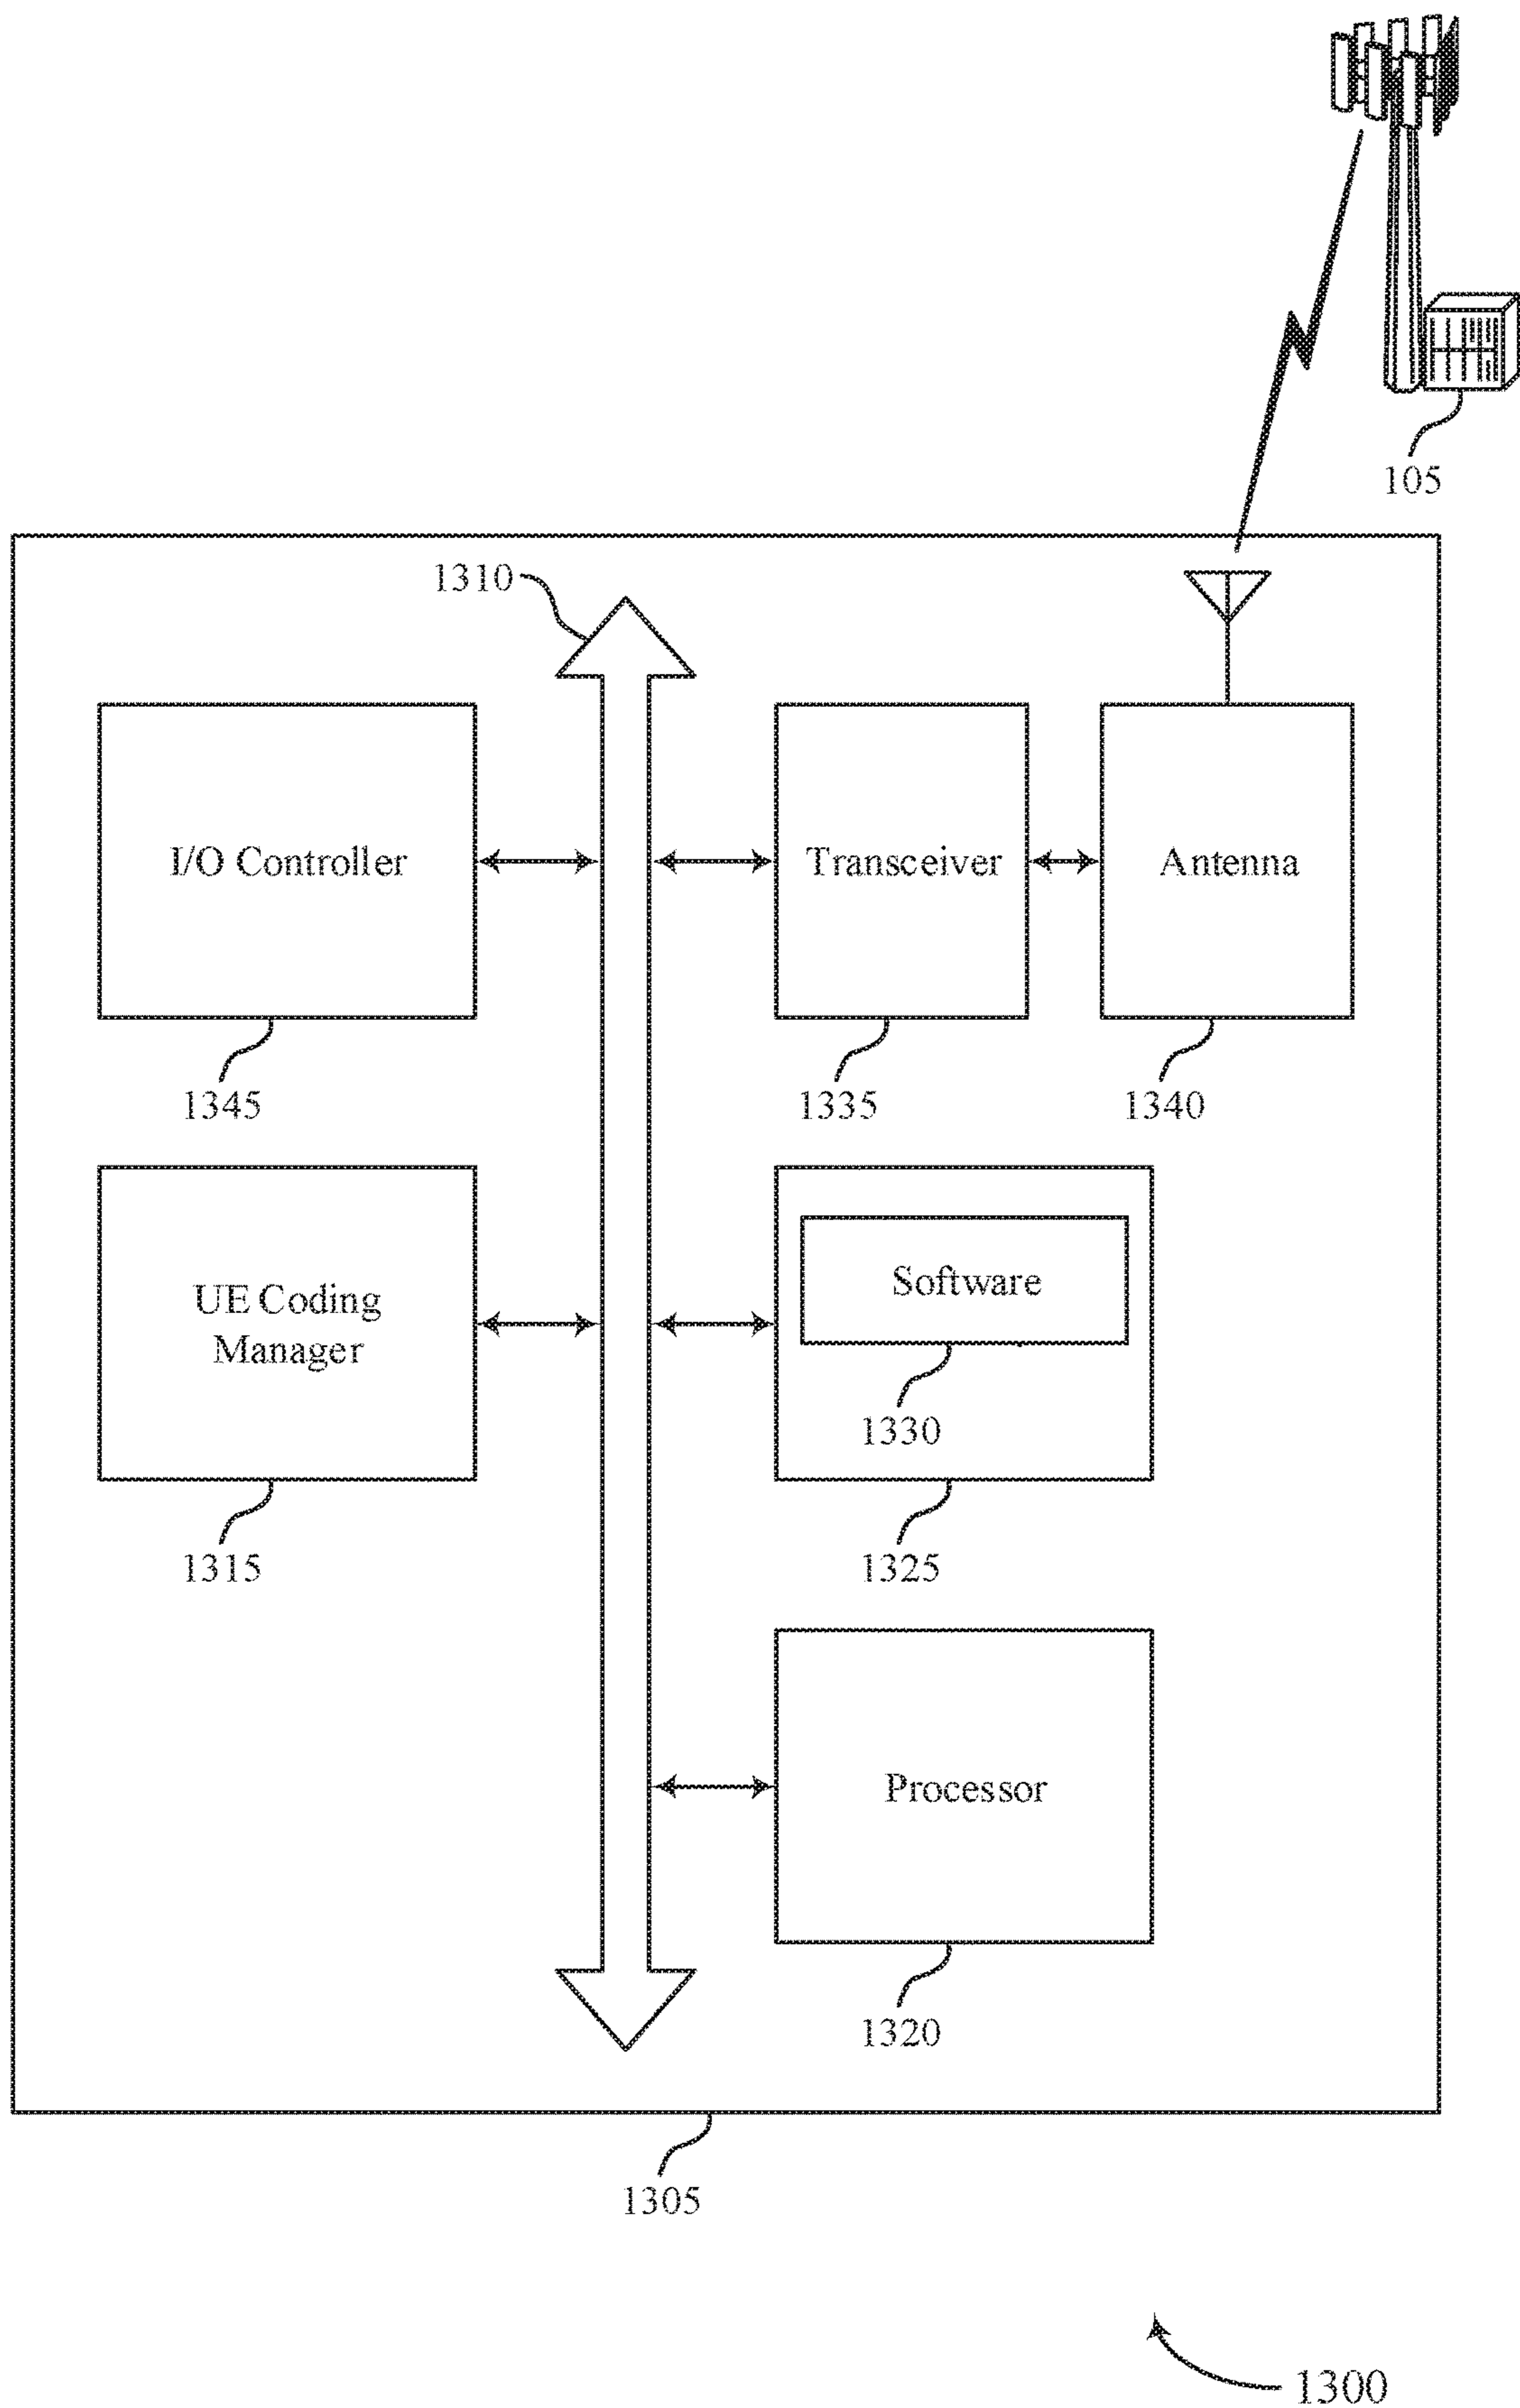 105
1310
I/O Controller
Transceiver
Antenna
1345
1335
1340
UE Coding
Manager
Software
1330
1315
1325
Processor
1320
1305
1300